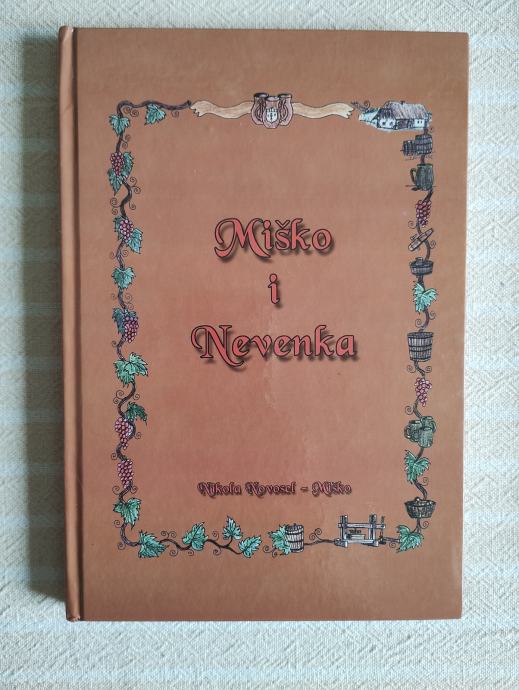 Miško
i
Nevenka
Nikola Novosel – Miško